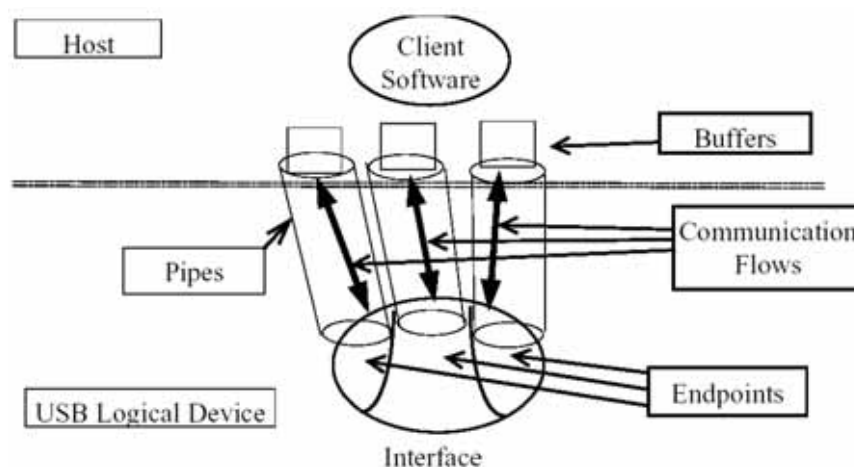 Host
Client
Software
Buffers
Communication
Flows
Pipes
Endpoints
USB Logical Device
Interface